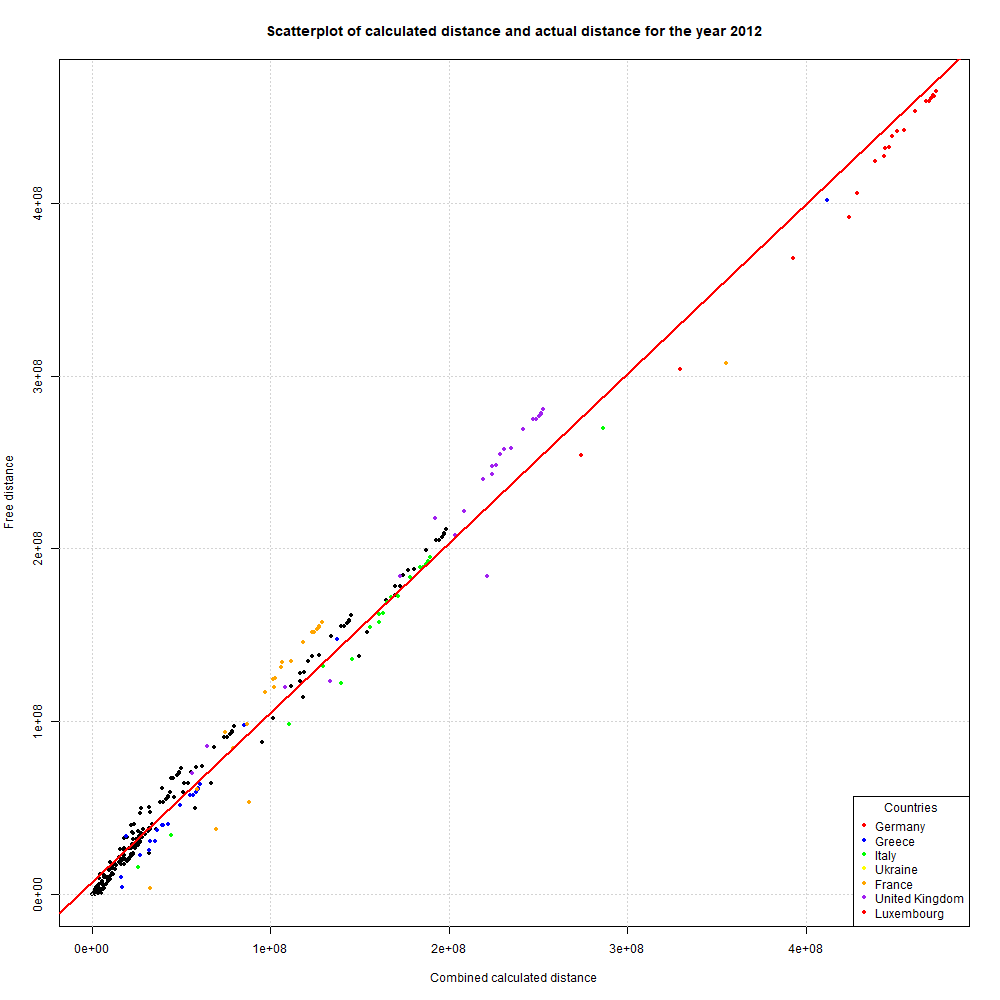 Scatterplot of calculated distance and actual distance for the year 2012
4e+08
3e+08
2e+08
1e+08
0e+00
Free distance
0e+00 1e+08 2e+08 3e+08 4e+08
Combined calculated distance
Countries
Germany
Greece
Italy
Ukraine
France
United Kingdom
Luxembourg